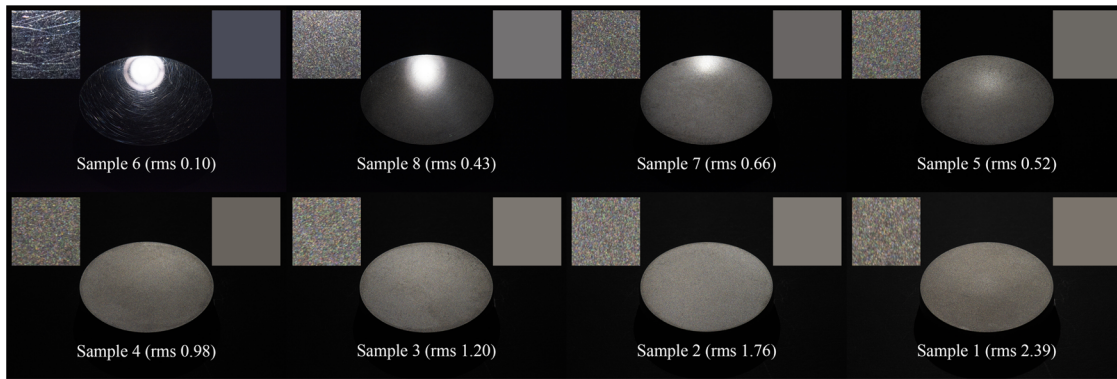 Sample 6 (rms 0.10)
Sample 8 (rms 0.43)
Sample 7 (rms 0.66)
Sample 5 (rms 0.52)
Sample 4 (rms 0.98)
Sample 3 (rms 1.20)
Sample 2 (rms 1.76)
Sample 1 (rms 2.39)